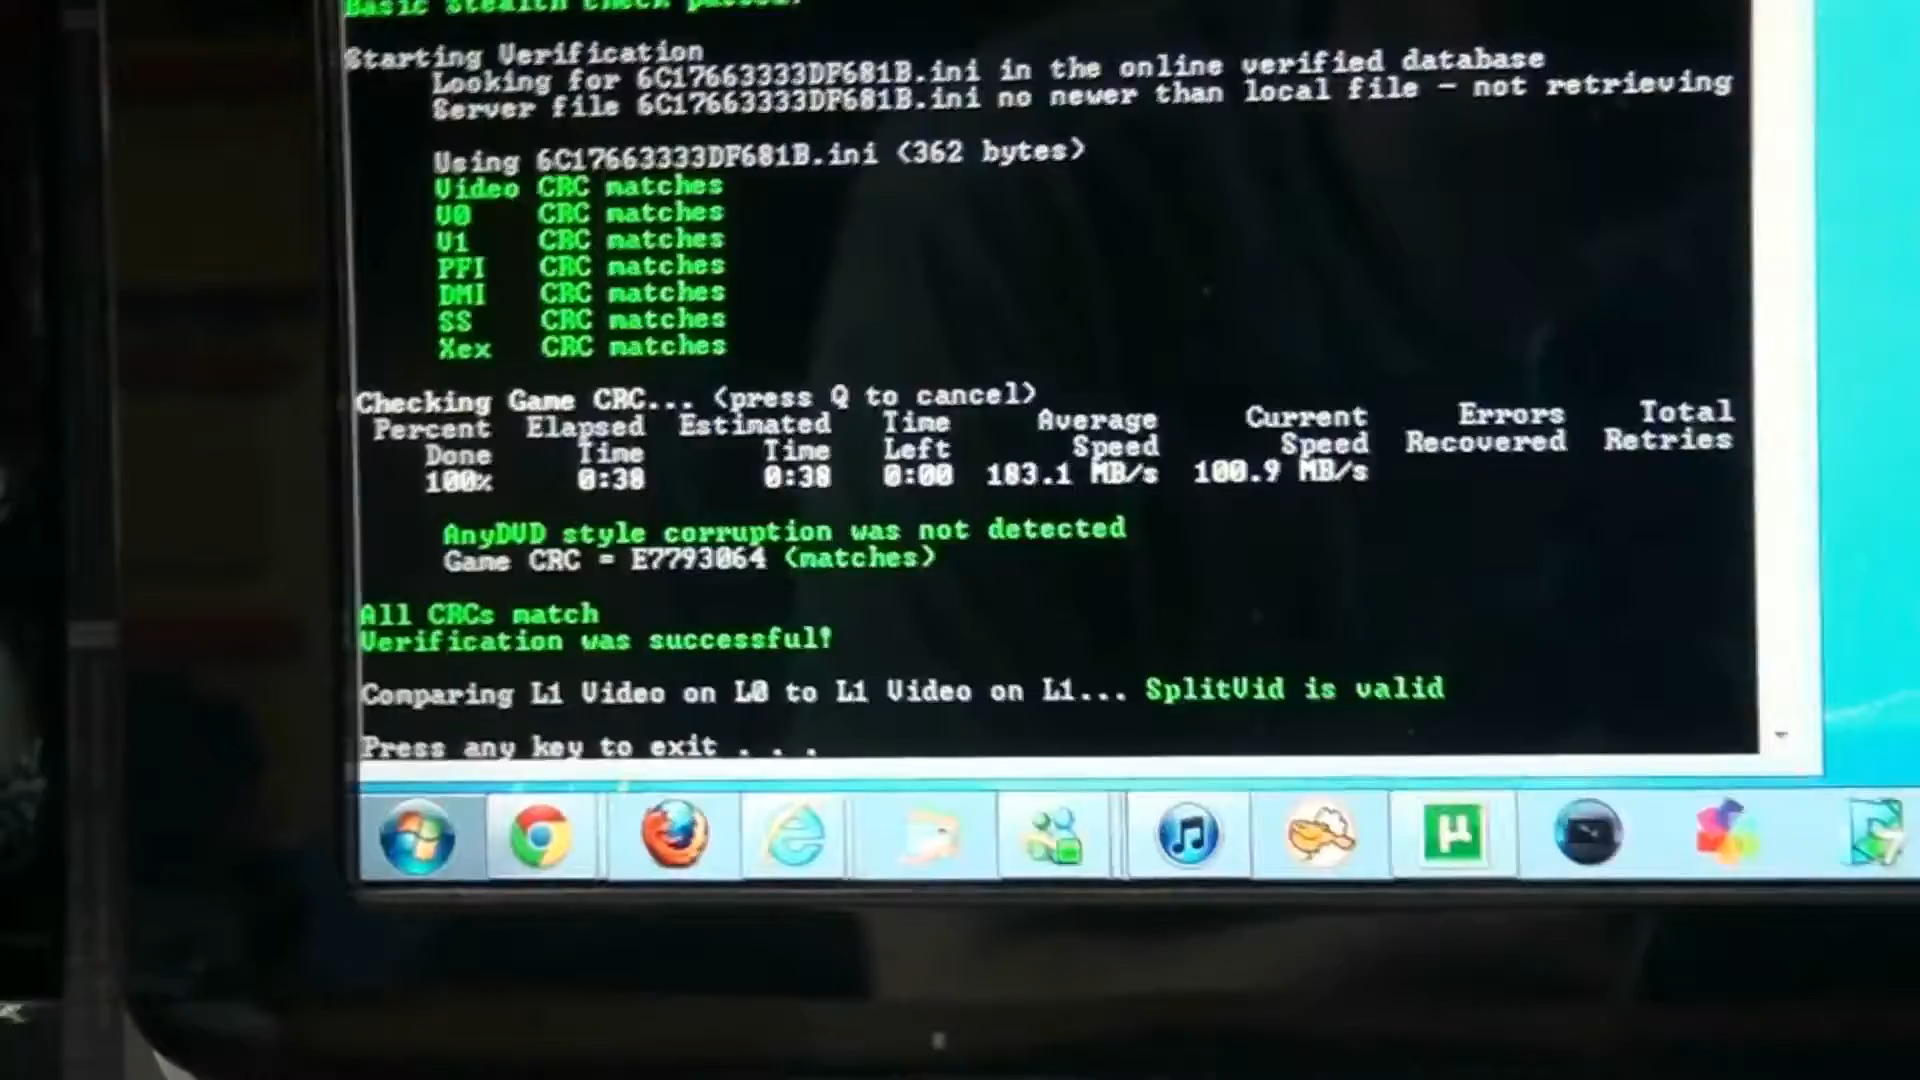 Basic stealth check passed!
Starting Verification
Looking for 6C17663333DF681B.ini in the online verified database
Server file 6C17663333DF681B.ini no newer than local file - not retrieving
Using 6C17663333DF681B.ini (362 bytes)
Video CRC matches
V0 CRC matches
V1 CRC matches
PFI CRC matches
DMI CRC matches
SS CRC matches
Xex CRC matches
Checking Game CRC... (press Q to cancel)
Percent Elapsed Estimated Time Average Current Errors Total
Done Time Time Left Speed Speed Recovered Retries
100% 0:38 0:38 0:00 183.1 MB/s 100.9 MB/s
AnyDVD style corruption was not detected
Game CRC = E7793064 (matches)
All CRCs match
Verification was successful!
Comparing L1 Video on L0 to L1 Video on L1... SplitVid is valid
Press any key to exit . . .
µ